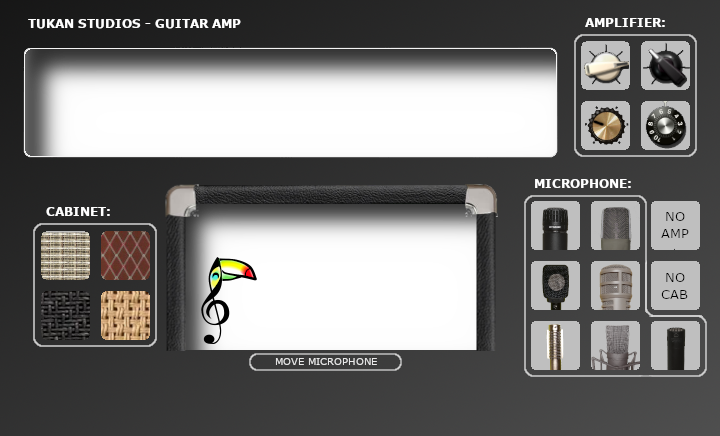 TUKAN STUDIOS - GUITAR AMP
AMPLIFIER:
MICROPHONE:
CABINET:
NO
AMP
NO
CAB
MOVE MICROPHONE